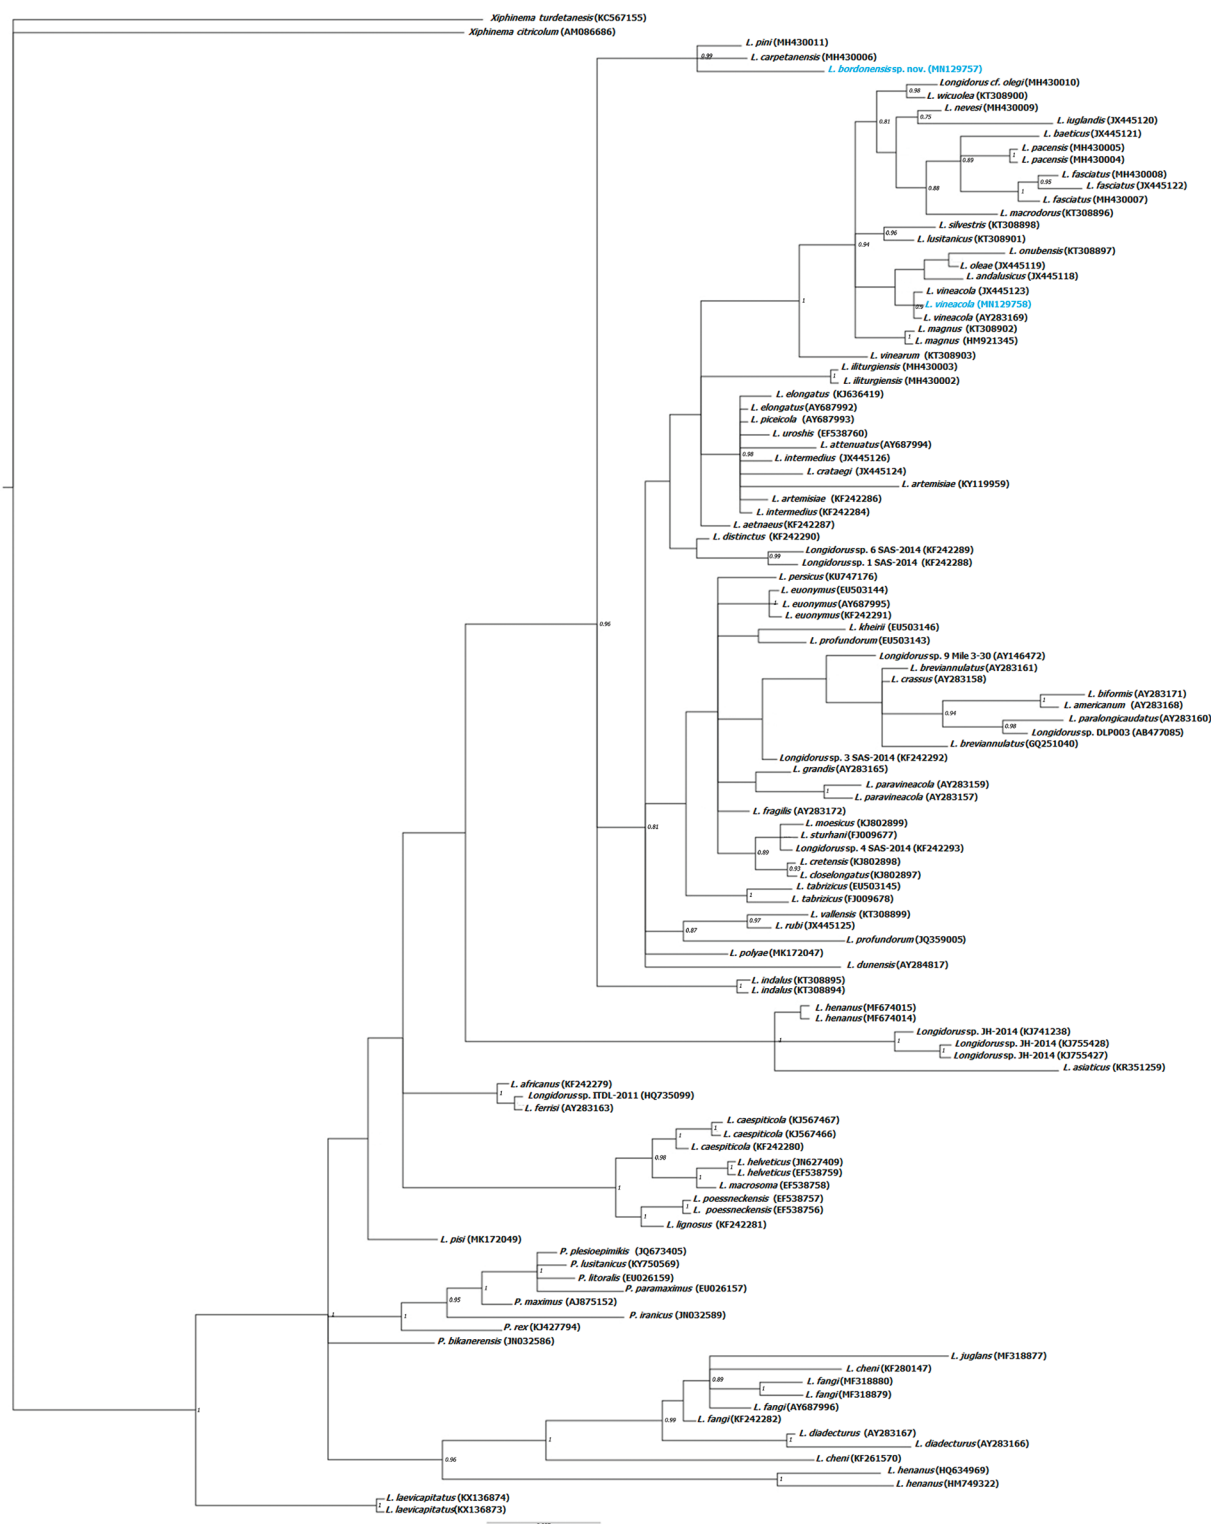 Xiphinema turdetanesis (KC567155)
Xiphinema citricolum (AM086686)
L. pini (MH430011)
0.99
L. carpetanensis (MH430006)
L. bordonensis sp. nov. (MN129757)
Longidorus cf. olegi (MH430010)
0.98
L. wicuolea (KT308900)
L. nevesi (MH430009)
0.75
0.81
L. iuglandis (JX445120)
L. baeticus (JX445121)
L. pacensis (MH430005)
1
0.89
L. pacensis (MH430004)
L. fasciatus (MH430008)
0.95
L. fasciatus (JX445122)
0.88
1
L. fasciatus (MH430007)
L. macrodorus (KT308896)
L. silvestris (KT308898)
0.96
L. lusitanicus (KT308901)
0.94
L. onubensis (KT308897)
L. oleae (JX445119)
L. andalusicus (JX445118)
L. vineacola (JX445123)
1
L. vineacola (MN129758)
L. vineacola (AY283169)
L. magnus (KT308902)
1
L. magnus (HM921345)
L. vinearum (KT308903)
L. iliturgiensis (MH430003)
1
L. iliturgiensis (MH430002)
L. elongatus (KJ636419)
L. elongatus (AY687992)
L. piceicola (AY687993)
L. uroshis (EF538760)
L. attenuatus (AY687994)
0.98
L. intermedius (JX445126)
L. crataegi (JX445124)
L. artemisiae (KY119959)
L. artemisiae (KF242286)
L. intermedius (KF242284)
L. aetnaeus (KF242287)
L. distinctus (KF242290)
Longidorus sp. 6 SAS-2014 (KF242289)
0.99
Longidorus sp. 1 SAS-2014 (KF242288)
L. persicus (KU747176)
L. euonymus (EU503144)
1
L. euonymus (AY687995)
L. euonymus (KF242291)
0.96
L. kheirii (EU503146)
L. profundorum (EU503143)
Longidorus sp. 9 Mile 3-30 (AY146472)
L. breviannulatus (AY283161)
L. crassus (AY283158)
L. biformis (AY283171)
1
L. americanum (AY283168)
0.94
L. paralongicaudatus (AY283160)
0.98
Longidorus sp. DLP003 (AB477085)
L. breviannulatus (GQ251040)
Longidorus sp. 3 SAS-2014 (KF242292)
L. grandis (AY283165)
L. paravineacola (AY283159)
1
L. paravineacola (AY283157)
L. fragilis (AY283172)
L. moesicus (KJ802899)
0.81
L. sturhani (FJ009677)
Longidorus sp. 4 SAS-2014 (KF242293)
0.89
L. cretensis (KJ802898)
0.93
L. closelongatus (KJ802897)
L. tabrizicus (EU503145)
1
L. tabrizicus (FJ009678)
L. vallensis (KT308899)
0.97
L. rubi (JX445125)
0.87
L. profundorum (JQ359005)
L. polyae (MK172047)
L. dunensis (AY284817)
L. indalus (KT308895)
1
L. indalus (KT308894)
L. henanus (MF674015)
L. henanus (MF674014)
Longidorus sp. JH-2014 (KJ741238)
1
1
Longidorus sp. JH-2014 (KJ755428)
1
Longidorus sp. JH-2014 (KJ755427)
L. asiaticus (KR351259)
L. africanus (KF242279)
1
Longidorus sp. ITDL-2011 (HQ735099)
L. ferrisi (AY283163)
L. caespiticola (KJ567467)
1
1
L. caespiticola (KJ567466)
L. caespiticola (KF242280)
0.98
L. helveticus (JN627409)
1
L. helveticus (EF538759)
1
L. macrosoma (EF538758)
1
L. poessneckensis (EF538757)
1
L. poessneckensis (EF538756)
1
L. lignosus (KF242281)
L. pisi (MK172049)
P. plesioepimikis (JQ673405)
P. lusitanicus (KY750569)
1
P. litoralis (EU026159)
1
P. paramaximus (EU026157)
0.95
P. maximus (AJ875152)
1
1
P. iranicus (JN032589)
P. rex (KJ427794)
P. bikanerensis (JN032586)
L. juglans (MF318877)
L. cheni (KF280147)
0.89
L. fangi (MF318880)
1
L. fangi (MF318879)
L. fangi (AY687996)
1
0.99
L. fangi (KF242282)
L. diadecturus (AY283167)
1
1
L. diadecturus (AY283166)
0.96
L. cheni (KF261570)
L. henanus (HQ634969)
1
L. henanus (HM749322)
L. laevicapitatus (KX136874)
1
L. laevicapitatus (KX136873)